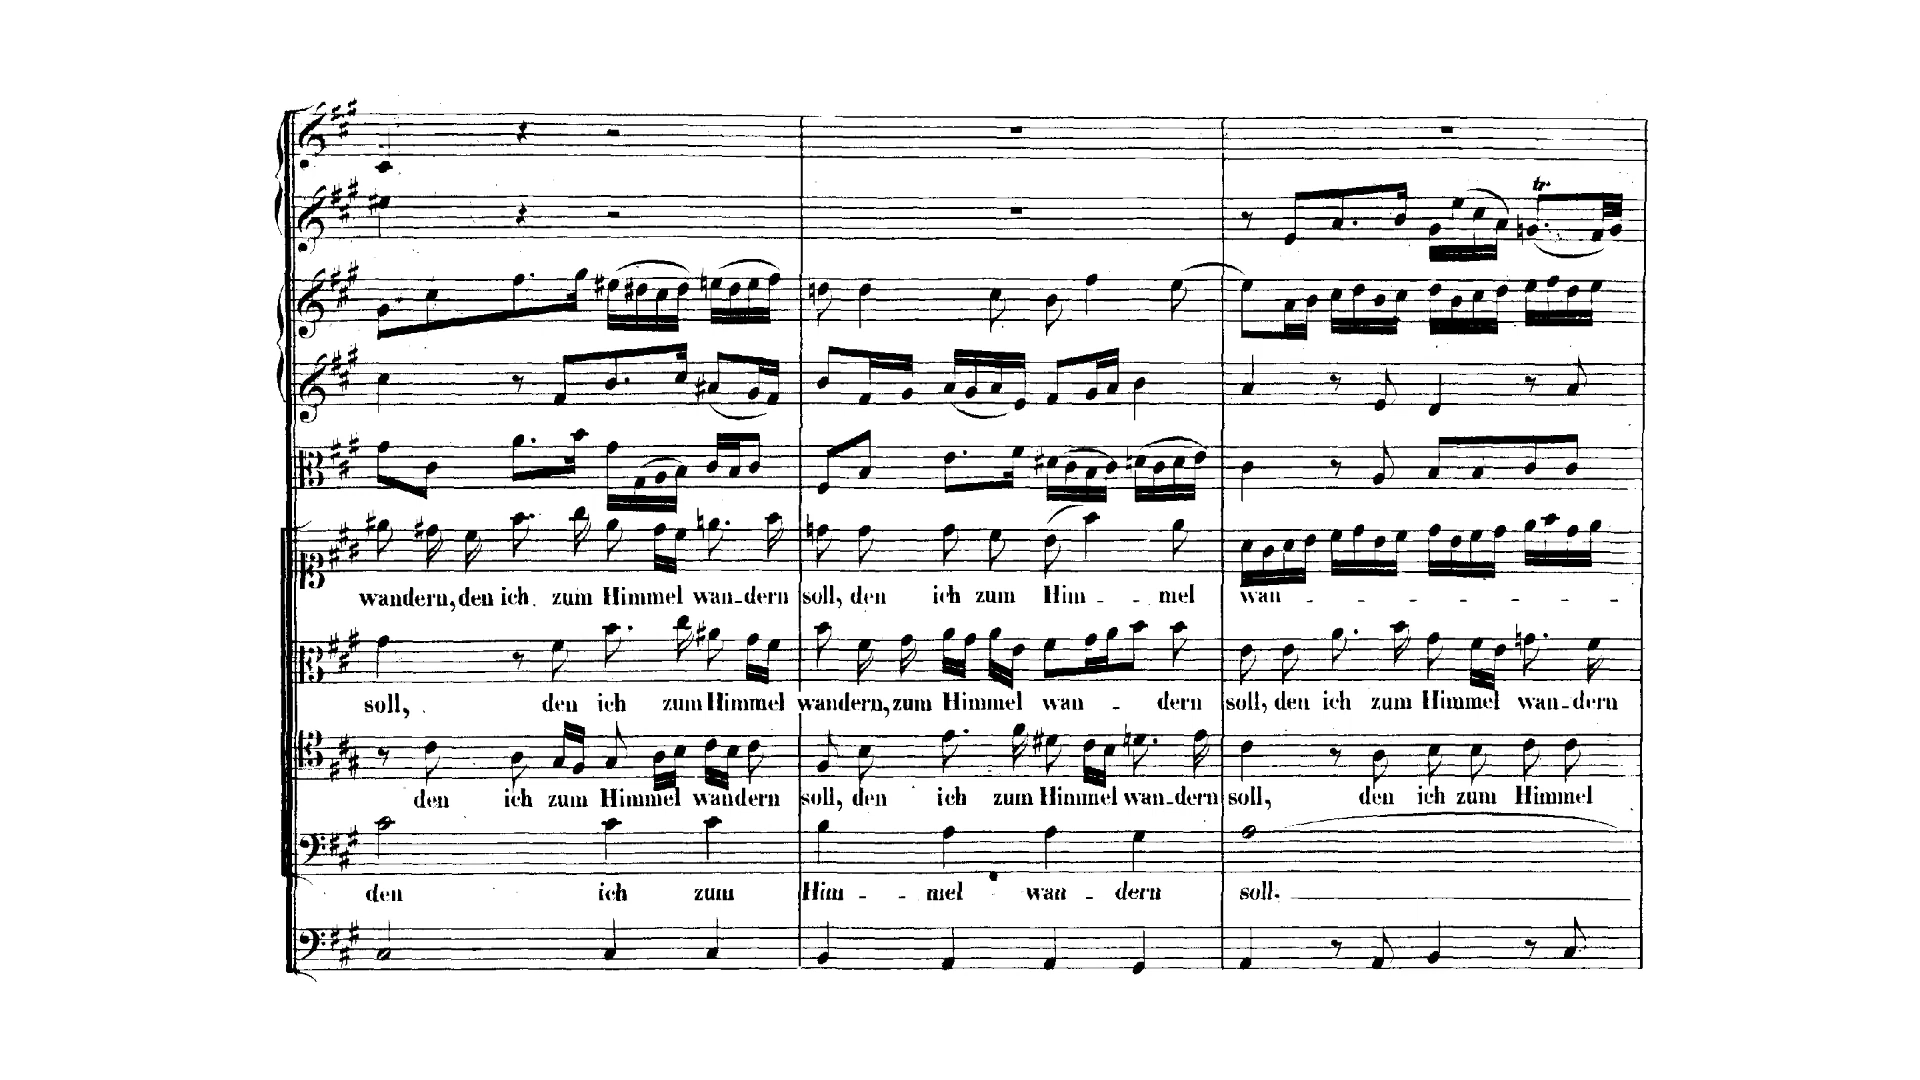 tr.
wandern, den ich zum Himmel wan-dern soll, den ich zum Him - - mel wan - - - - - - -
soll, den ich zum Himmel wandern, zum Himmel wan - dern soll, den ich zum Himmel wan-dern
den ich zum Himmel wandern soll, den ich zum Himmel wan-dern soll, den ich zum Himmel
den ich zum Him - - mel wan - dern soll.